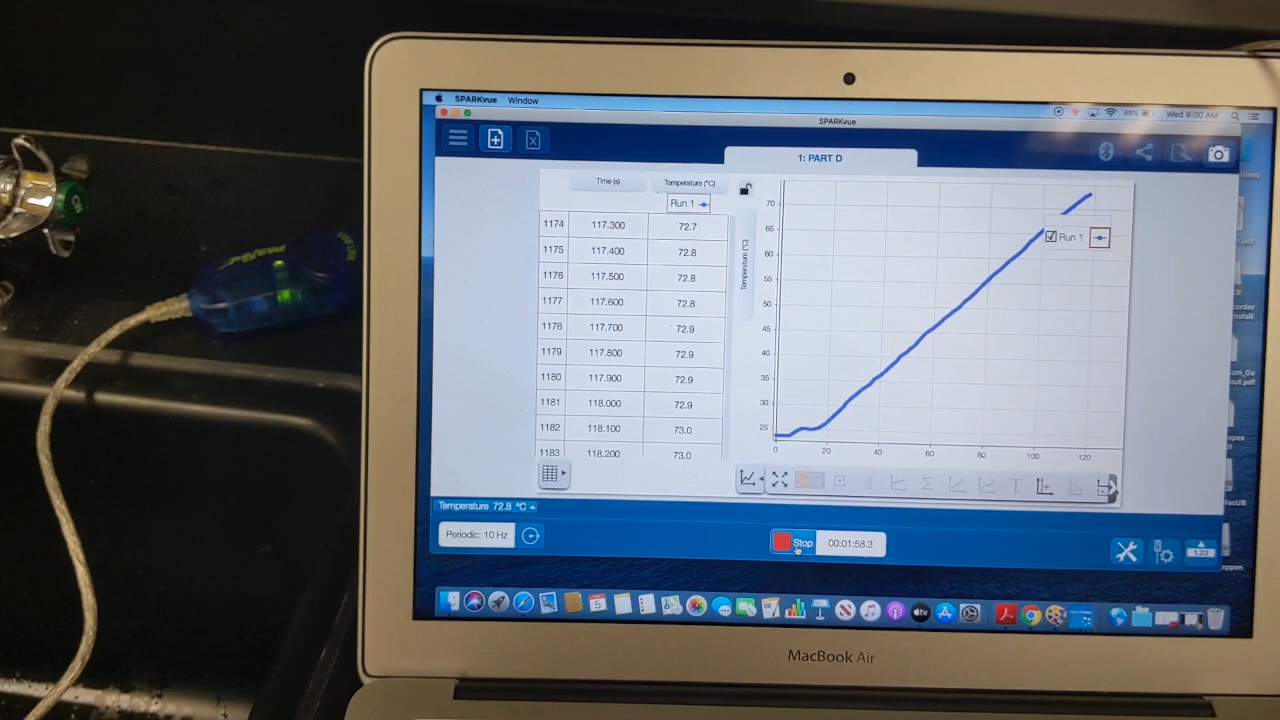 SPARKvue Window
68% Wed 9:00 AM
SPARKvue
1: PART D
Time (s) Temperature (°C)
Run 1
1174 117.300 72.7
1175 117.400 72.8
1176 117.500 72.8
1177 117.600 72.8
1178 117.700 72.9
1179 117.800 72.9
1180 117.900 72.9
1181 118.000 72.9
1182 118.100 73.0
1183 118.200 73.0
Temperature (°C)
70
65
60
55
50
45
40
35
30
25
0 20 40 60 80 100 120
Run 1
Temperature 72.8 °C
Periodic: 10 Hz
Stop 00:01:58.3
1.23
MacBook Air